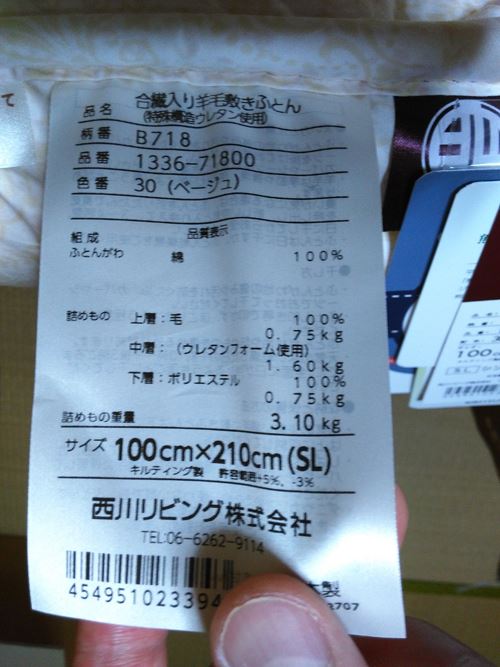 品名 合繊入り羊毛敷きふとん
(特殊構造ウレタン使用)
柄番 B718
品番 1336-71800
色番 30 (ベージュ)
品質表示
組成
ふとんがわ 綿 100%
詰めもの 上層:毛 100%
0.75kg
中層:(ウレタンフォーム使用)
1.60kg
下層:ポリエステル 100%
0.75kg
詰めもの重量 3.10kg
サイズ 100cm×210cm(SL)
キルティング製 許容範囲+5%、-3%
西川リビング株式会社
TEL:06-6262-9114
454951023394
製
8707
て
100